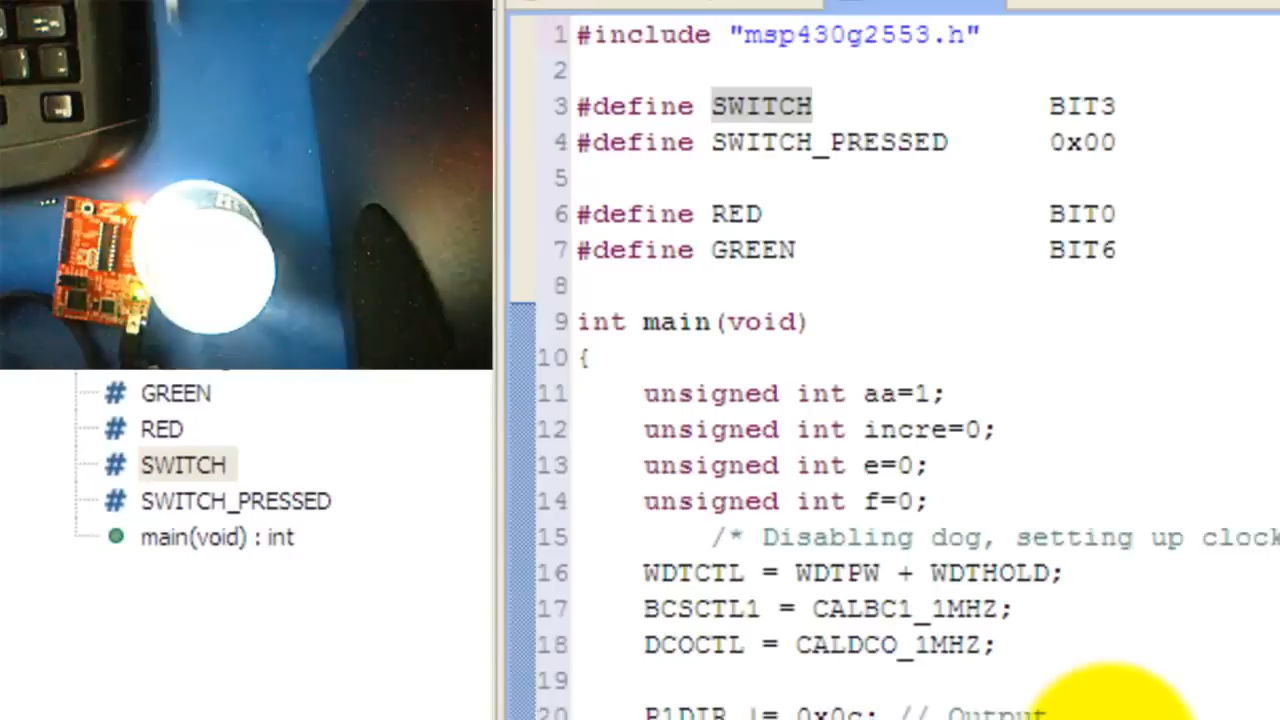 1 #include "msp430g2553.h"
2
3 #define SWITCH BIT3
4 #define SWITCH_PRESSED 0x00
5
6 #define RED BIT0
7 #define GREEN BIT6
8
9 int main(void)
10 {
11 unsigned int aa=1;
12 unsigned int incre=0;
13 unsigned int e=0;
14 unsigned int f=0;
15 /* Disabling dog, setting up clock
16 WDTCTL = WDTPW + WDTHOLD;
17 BCSCTL1 = CALBC1_1MHZ;
18 DCOCTL = CALDCO_1MHZ;
19
20 P1DIR |= 0x0c; // Output
# GREEN
# RED
# SWITCH
# SWITCH_PRESSED
main(void) : int